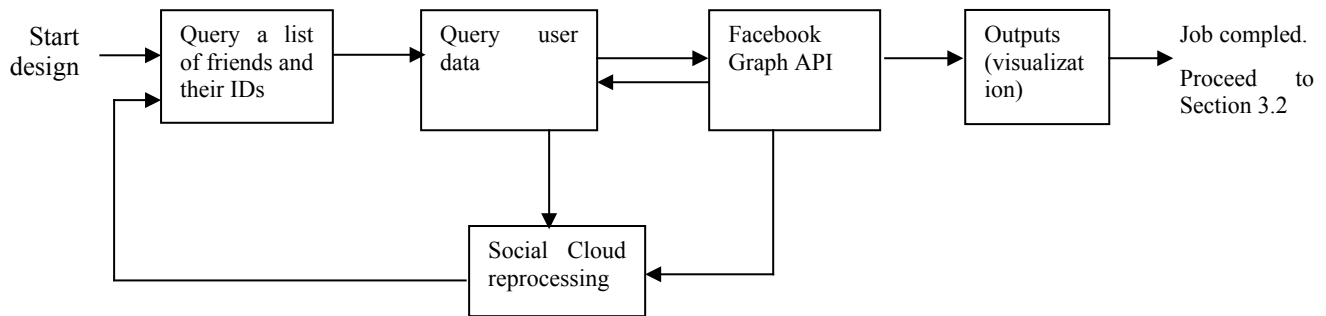 Start
design
Query a list
of friends and
their IDs
Query user
data
Facebook
Graph API
Outputs
(visualizat
ion)
Job compled.
Proceed to
Section 3.2
Social Cloud
reprocessing